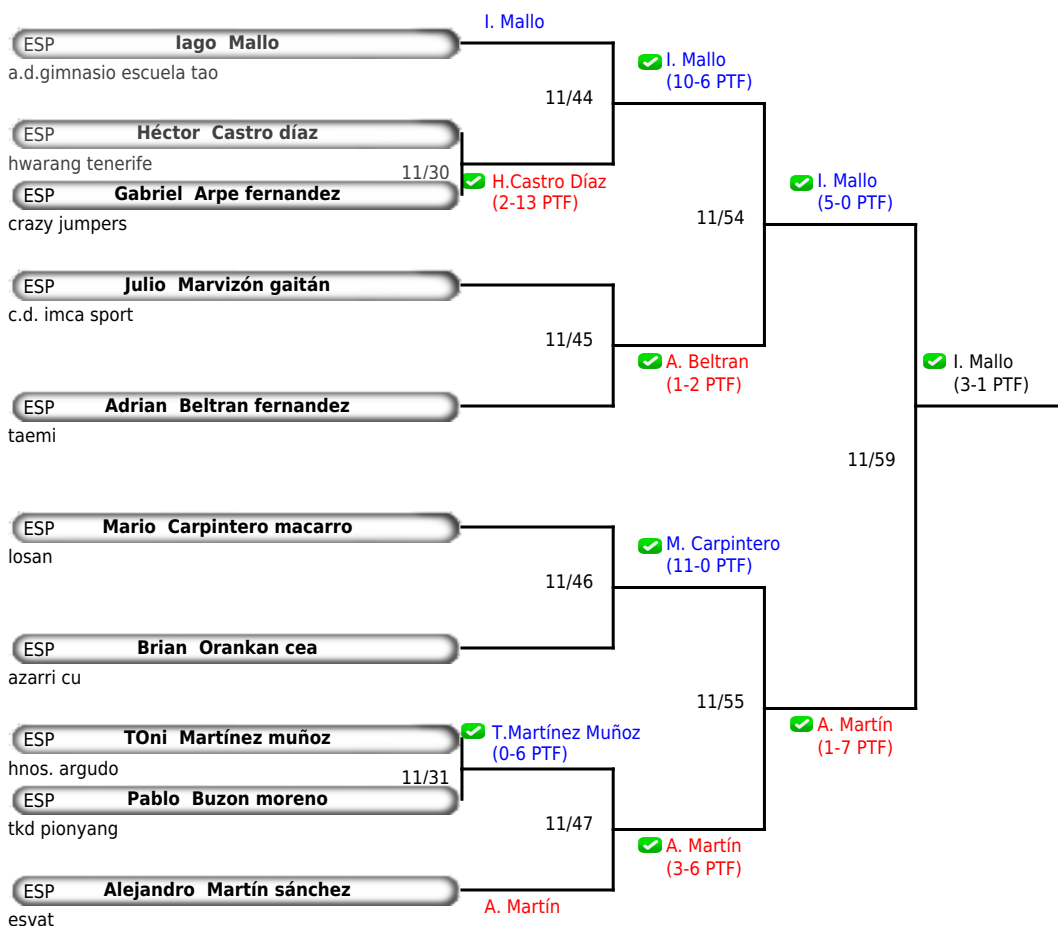 I. Mallo
ESP Iago Mallo
a.d.gimnasio escuela tao
I. Mallo
(10-6 PTF)
11/44
ESP Héctor Castro díaz
hwarang tenerife
11/30
H.Castro Díaz
(2-13 PTF)
ESP Gabriel Arpe fernandez
crazy jumpers
I. Mallo
(5-0 PTF)
11/54
ESP Julio Marvizón gaitán
c.d. imca sport
11/45
A. Beltran
(1-2 PTF)
I. Mallo
(3-1 PTF)
ESP Adrian Beltran fernandez
taemi
11/59
ESP Mario Carpintero macarro
losan
M. Carpintero
(11-0 PTF)
11/46
ESP Brian Orankan cea
azarri cu
11/55
A. Martín
(1-7 PTF)
ESP TOni Martínez muñoz
hnos. argudo
T.Martínez Muñoz
(0-6 PTF)
11/31
ESP Pablo Buzon moreno
tkd pionyang
11/47
A. Martín
(3-6 PTF)
ESP Alejandro Martín sánchez
esvat
A. Martín